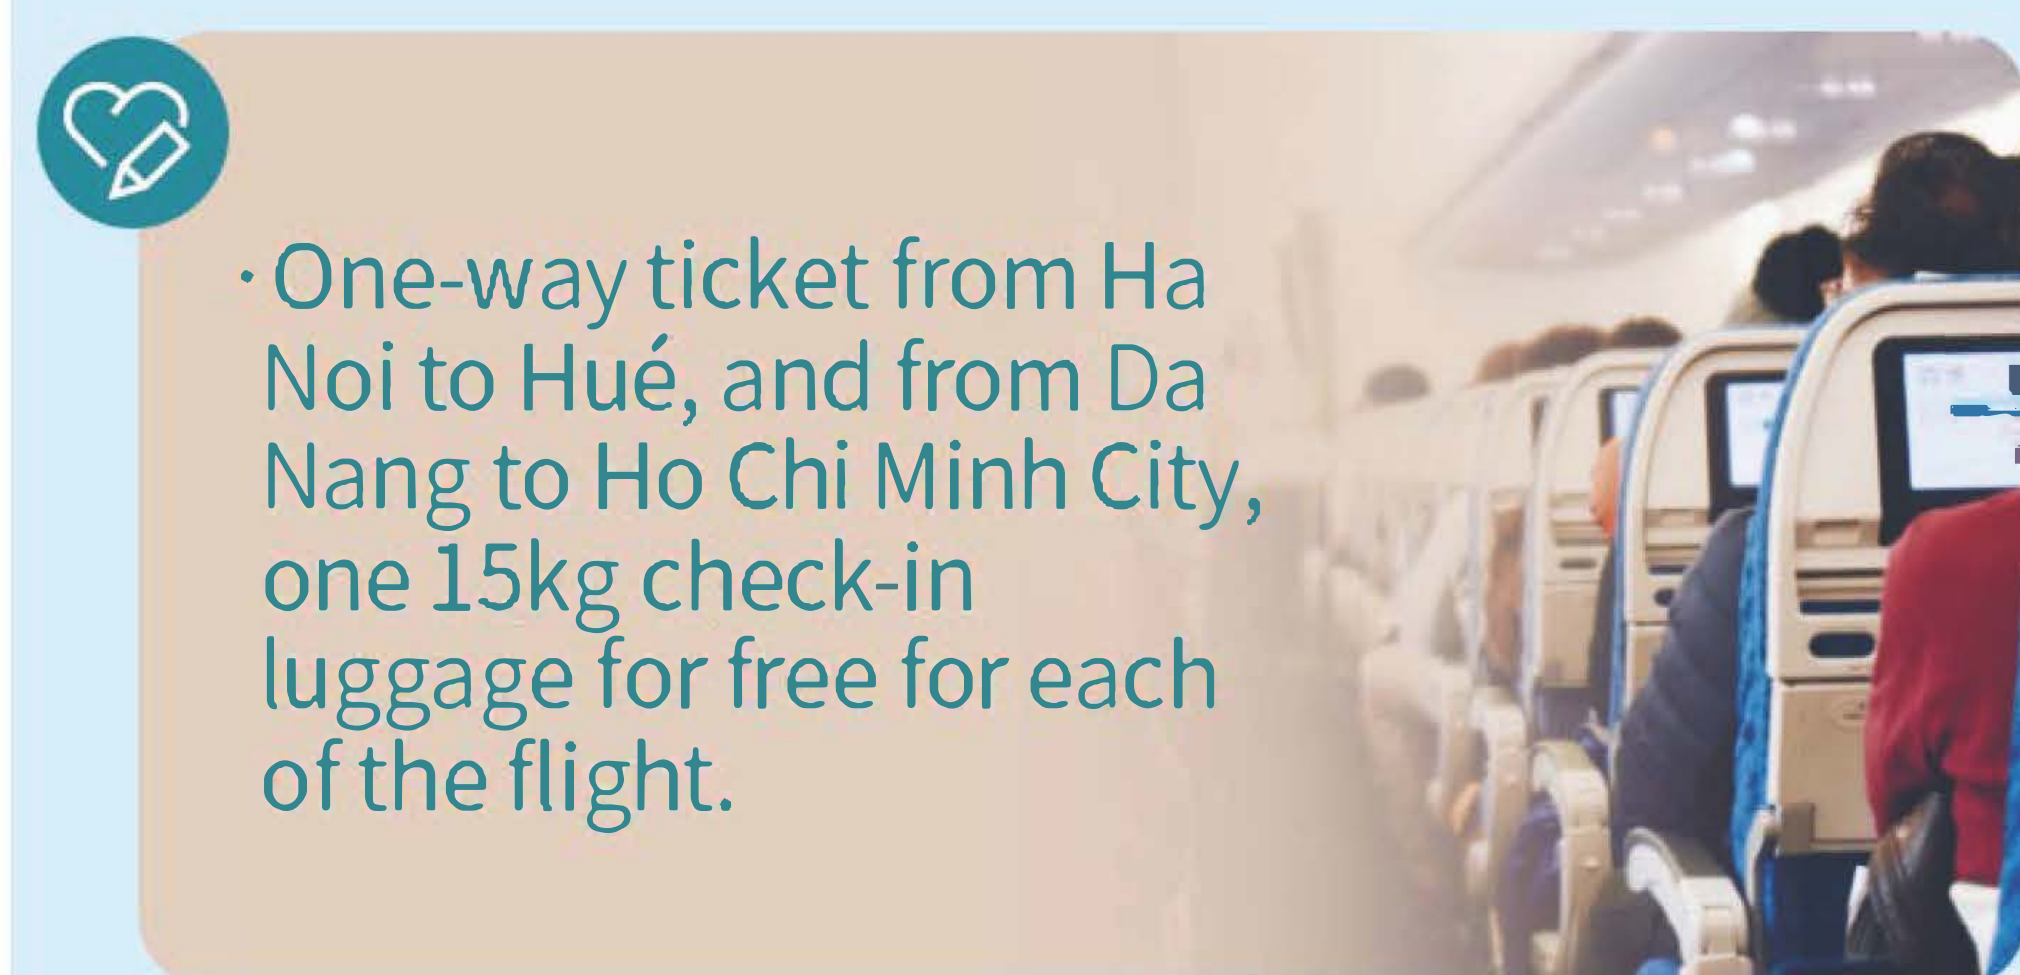 · One-way ticket from Ha
Noi to Hué, and from Da
Nang to Ho Chi Minh City,
one 15kg check-in
luggage for free for each
of the flight.